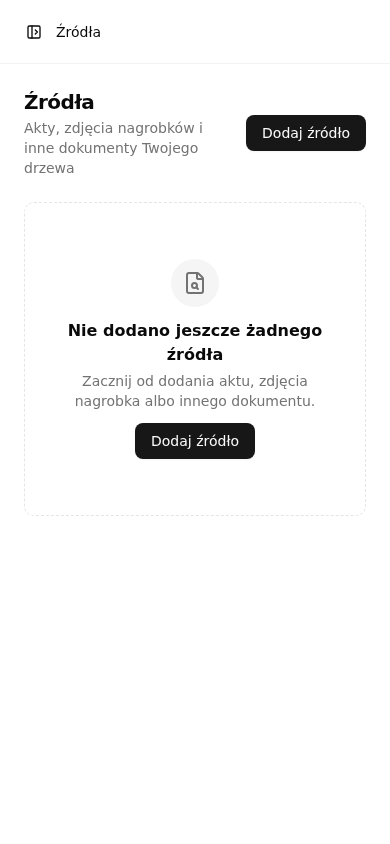 Źródła
Źródła
Akty, zdjęcia nagrobków i
inne dokumenty Twojego
drzewa
Dodaj źródło
Nie dodano jeszcze żadnego
źródła
Zacznij od dodania aktu, zdjęcia
nagrobka albo innego dokumentu.
Dodaj źródło